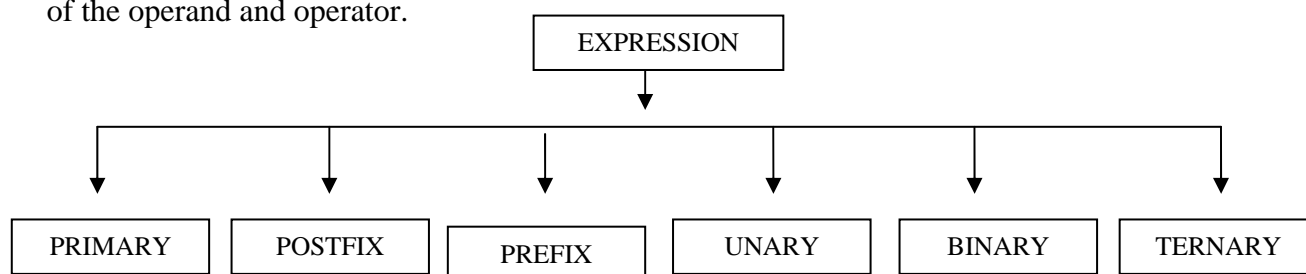 of the operand and operator.
EXPRESSION
PRIMARY POSTFIX PREFIX UNARY BINARY TERNARY